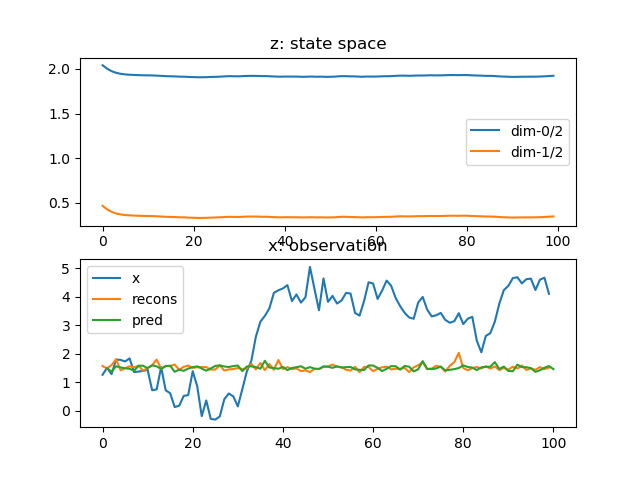 z: state space
2.0
1.5
1.0
0.5
dim-0/2
dim-1/2
0 20 40 60 80 100
x: observation
5
4
3
2
1
0
x
recons
pred
0 20 40 60 80 100